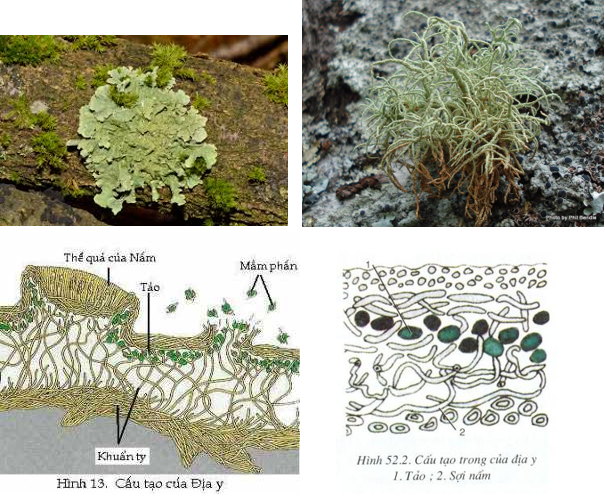 Photo by Phil Bendle
Thể quả của Nấm
Tảo
Mầm phấn
Khuẩn ty
Hình 13. Cấu tạo của Địa y
1
2
Hình 52.2. Cấu tạo trong của địa y
1. Tảo ; 2. Sợi nấm